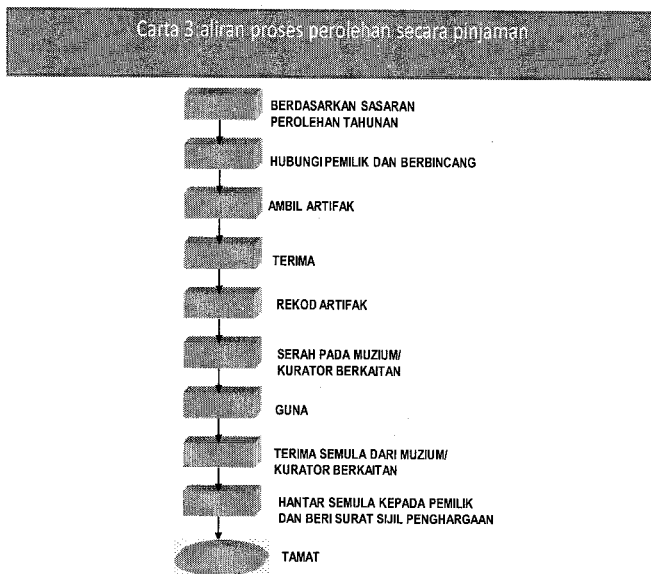 Carta 3 aliran proses perolehan secara pinjaman
BERDASARKAN SASARAN
PEROLEHAN TAHUNAN
HUBUNGI PEMILIK DAN BERBINCANG
AMBIL ARTIFAK
TERIMA
REKOD ARTIFAK
SERAH PADA MUZIUM/
KURATOR BERKAITAN
GUNA
TERIMA SEMULA DARI MUZIUM/
KURATOR BERKAITAN
HANTAR SEMULA KEPADA PEMILIK
DAN BERI SURAT SIJIL PENGHARGAAN
TAMAT